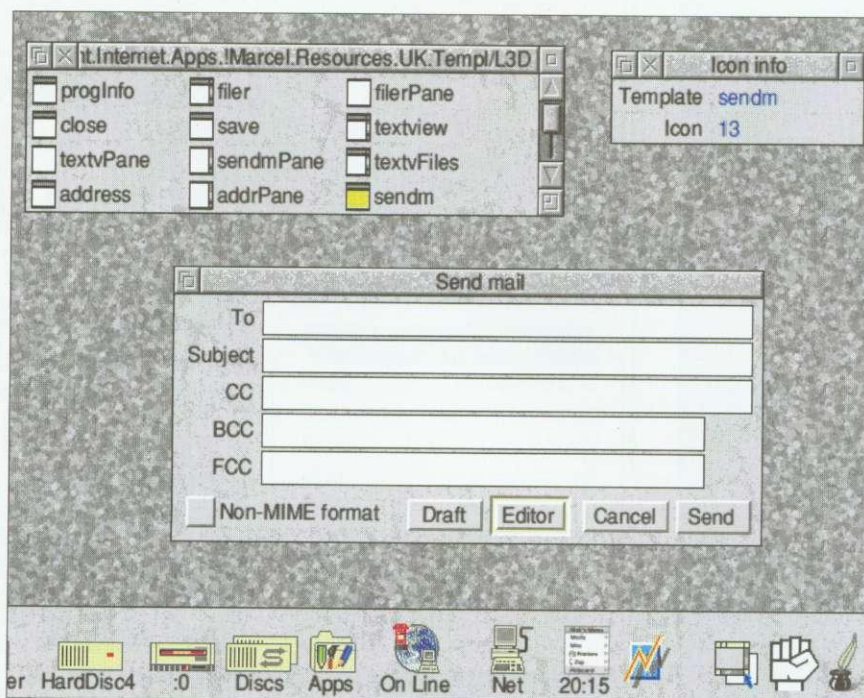 nt.Internet.Apps.!Marcel.Resources.UK.Templ/L3D
progInfo filer filerPane
close save textview
textvPane sendmPane textvFiles
address addrPane sendm
Icon info
Template sendm
Icon 13
Send mail
To
Subject
CC
BCC
FCC
Non-MIME format Draft Editor Cancel Send
er HardDisc4 :0 Discs Apps On Line Net 20:15